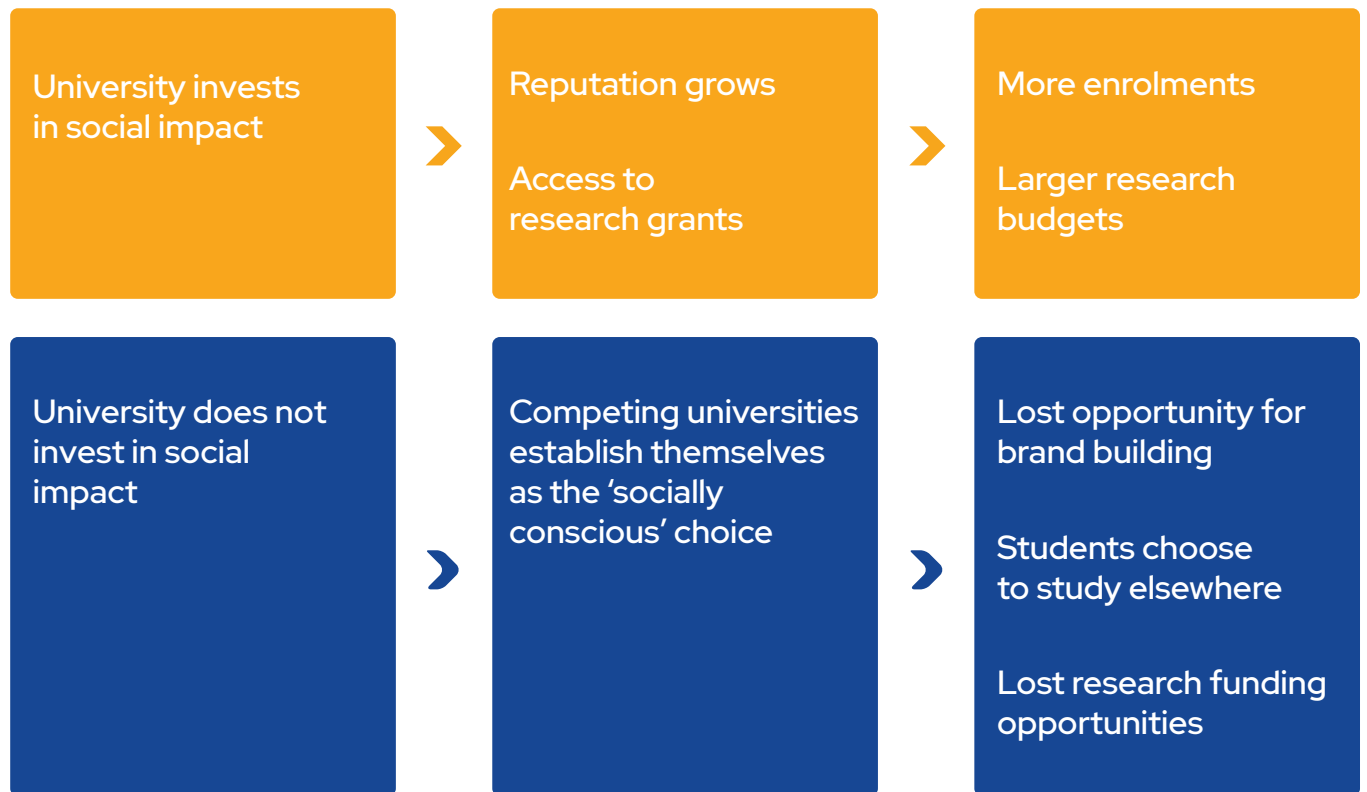 University invests
in social impact
Reputation grows
Access to
research grants
More enrolments
Larger research
budgets
University does not
invest in social
impact
Competing universities
establish themselves
as the ‘socially
conscious’ choice
Lost opportunity for
brand building
Students choose
to study elsewhere
Lost research funding
opportunities